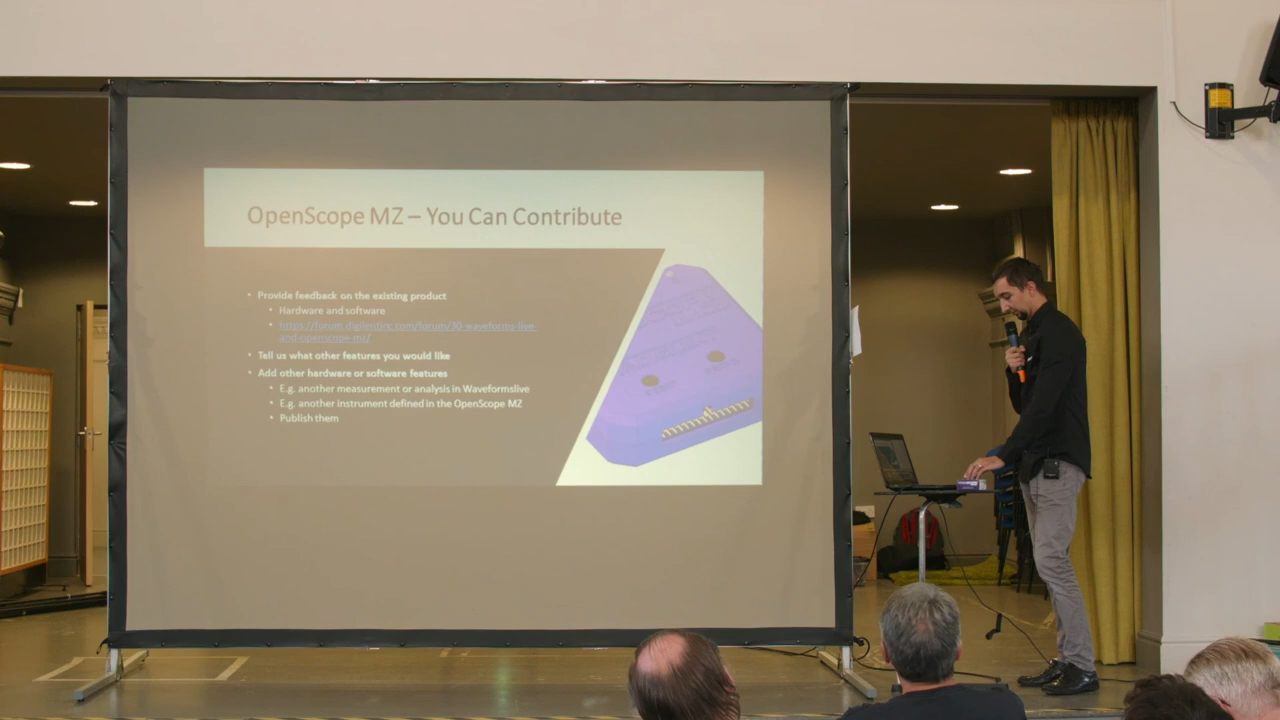 OpenScope MZ – You Can Contribute
• Provide feedback on the existing product
• Hardware and software
• https://forum.digilentinc.com/forum/30-waveforms-live-
and-openscope-mz/
• Tell us what other features you would like
• Add other hardware or software features
• E.g. another measurement or analysis in Waveformslive
• E.g. another instrument defined in the OpenScope MZ
• Publish them